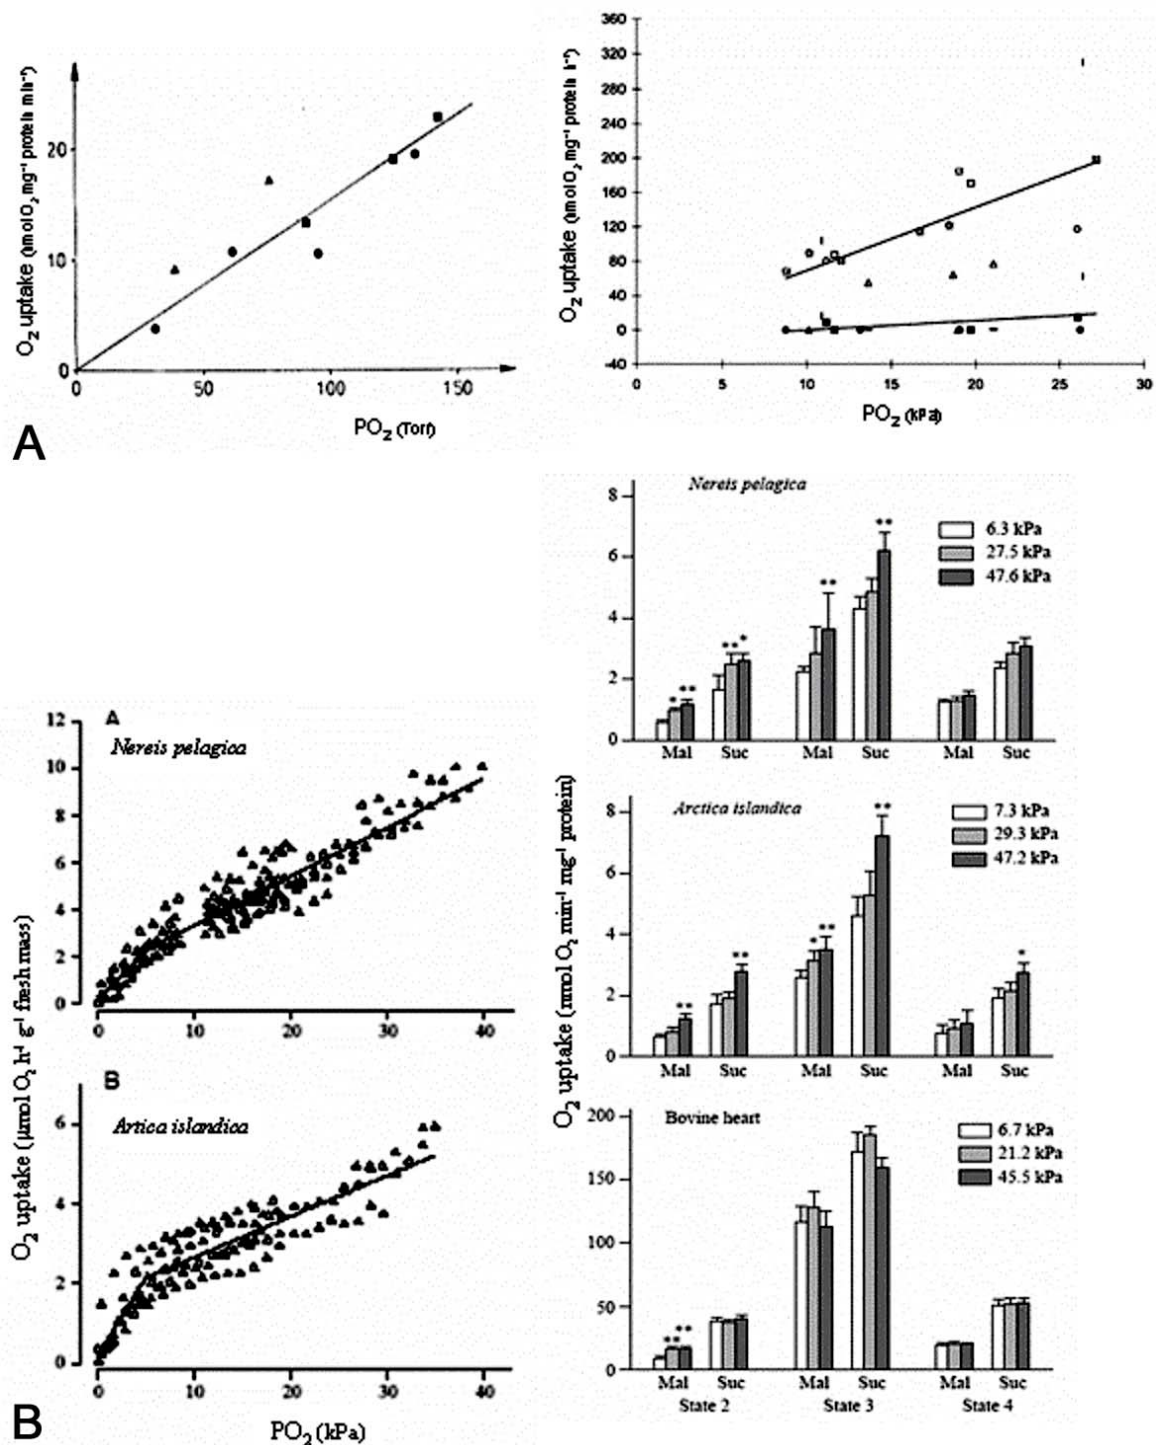 O2 uptake (nmol O2 mg-1 protein min-1)
20
10
0
0 50 100 150
PO2 (Torr)
O2 uptake (nmol O2 mg-1 protein h-1)
360
320
280
240
200
160
120
80
40
0
-40
0 5 10 15 20 25 30
PO2 (kPa)
A
O2 uptake (µmol O2 h-1 g-1 fresh mass)
A
Nereis pelagica
12
10
8
6
4
2
0
0 10 20 30 40
B
Artica islandica
6
4
2
0
0 10 20 30 40
PO2 (kPa)
O2 uptake (nmol O2 min-1 mg-1 protein)
Nereis pelagica
6.3 kPa
27.5 kPa
47.6 kPa
8
6
4
2
0
* ** ** * ** **
Mal Suc Mal Suc Mal Suc
Arctica islandica
7.3 kPa
29.3 kPa
47.2 kPa
8
6
4
2
0
** ** * ** ** *
Mal Suc Mal Suc Mal Suc
Bovine heart
6.7 kPa
21.2 kPa
45.5 kPa
200
150
100
50
0
** **
Mal Suc Mal Suc Mal Suc
State 2 State 3 State 4
B